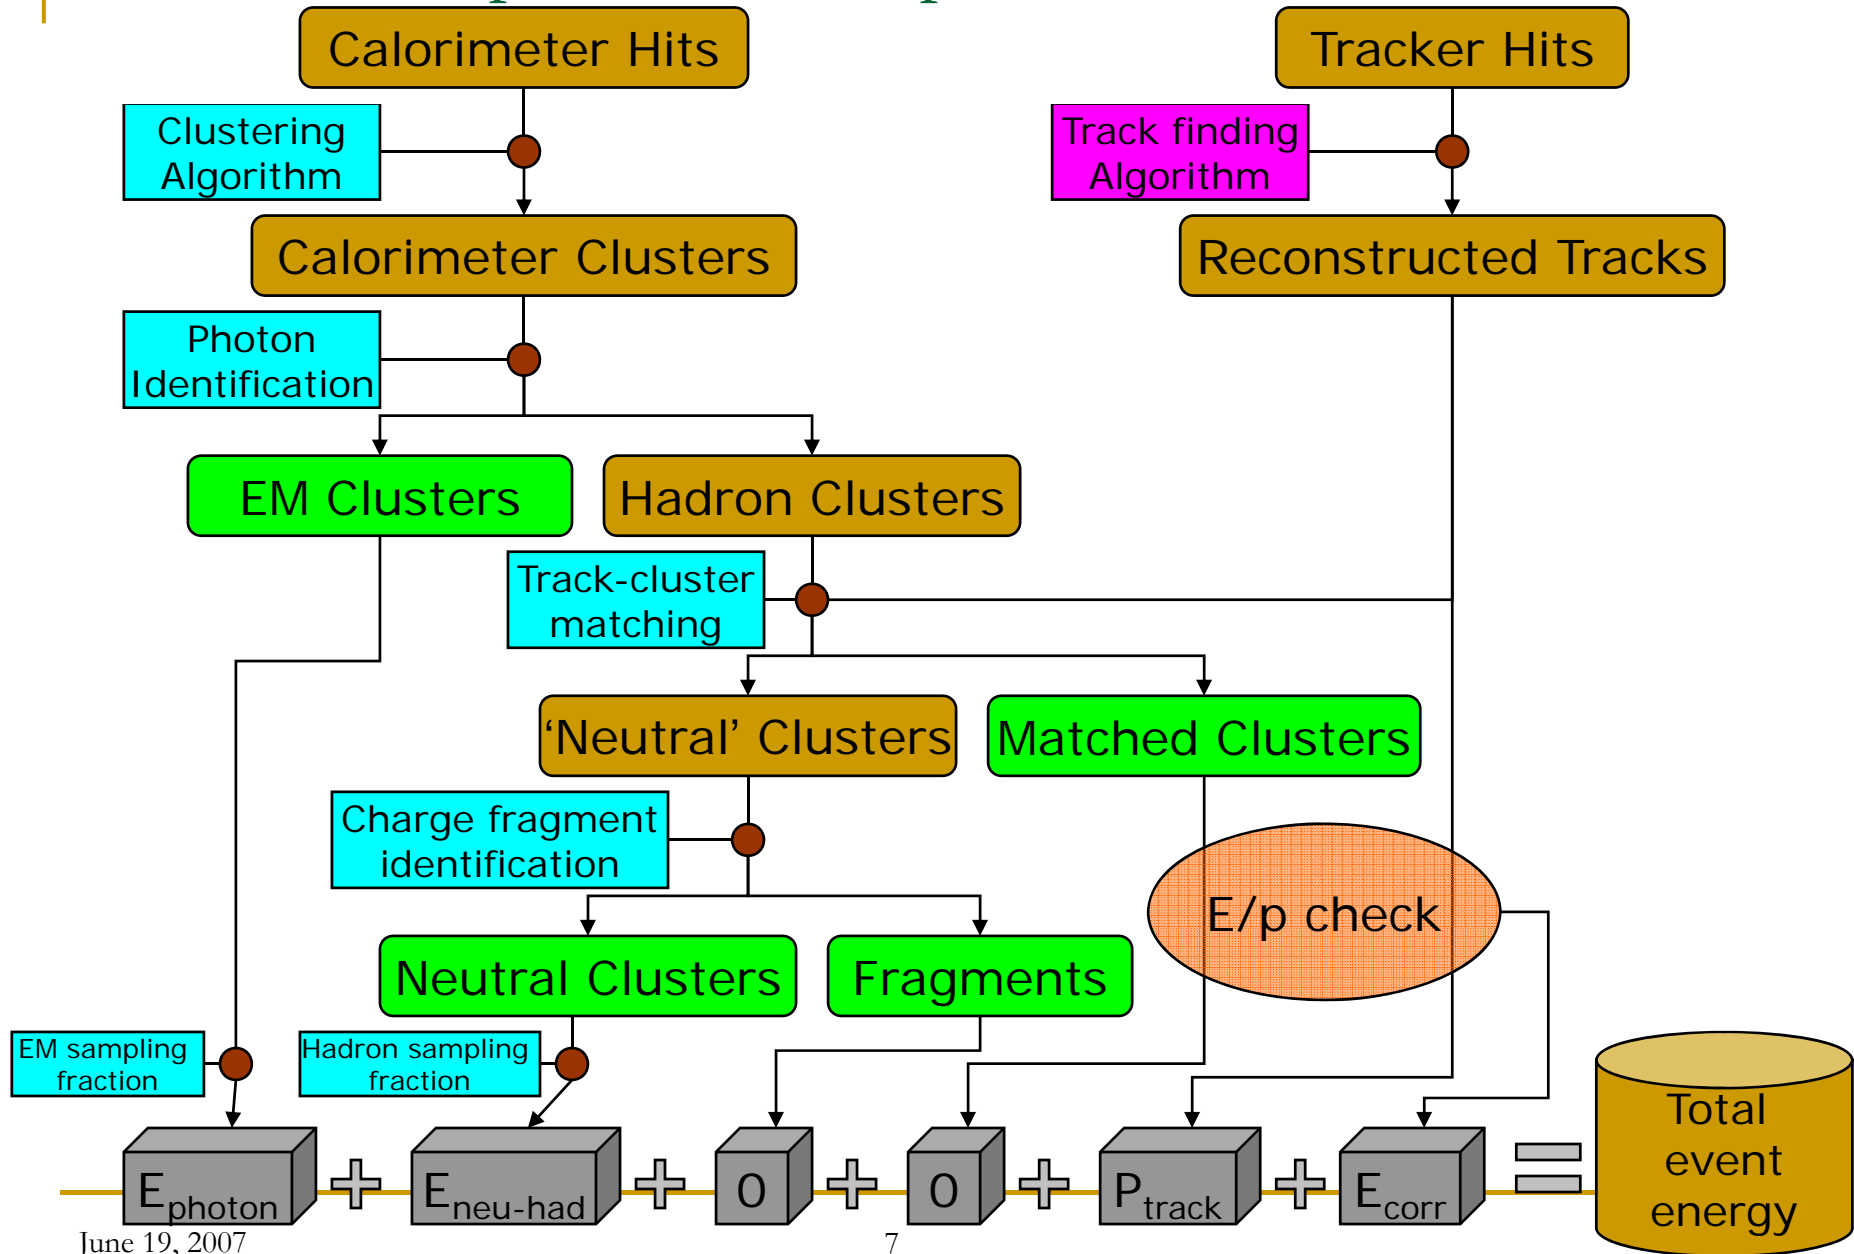 Calorimeter Hits
Tracker Hits
Clustering
Algorithm
Track finding
Algorithm
Calorimeter Clusters
Reconstructed Tracks
Photon
Identification
EM Clusters
Hadron Clusters
Track-cluster
matching
‘Neutral’ Clusters
Matched Clusters
Charge fragment
identification
E/p check
Neutral Clusters
Fragments
EM sampling
fraction
Hadron sampling
fraction
Ephoton + Eneu-had + 0 + 0 + Ptrack + Ecorr =
Total
event
energy
June 19, 2007
7